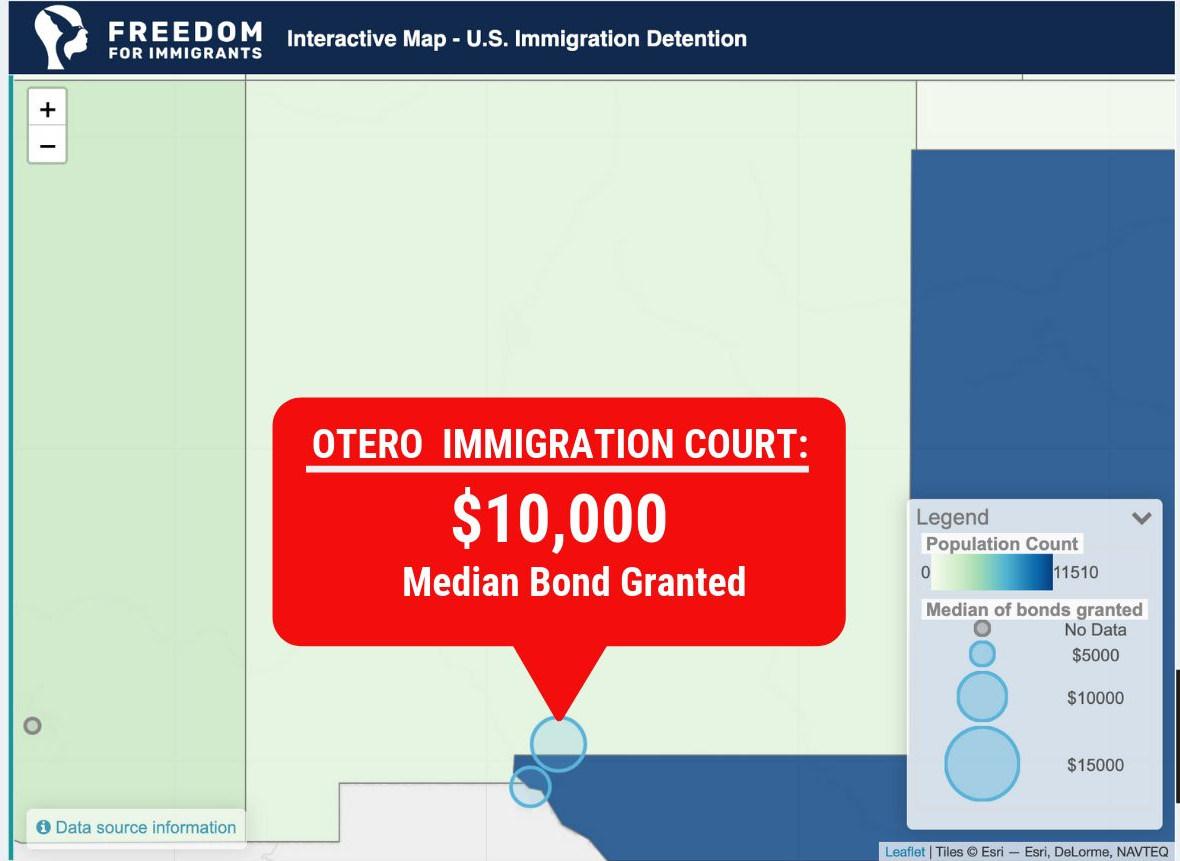 FREEDOM
FOR IMMIGRANTS
Interactive Map - U.S. Immigration Detention
+
−
OTERO IMMIGRATION COURT:
$10,000
Median Bond Granted
Legend
Population Count
0 11510
Median of bonds granted
No Data
$5000
$10000
$15000
Data source information
Leaflet | Tiles © Esri — Esri, DeLorme, NAVTEQ